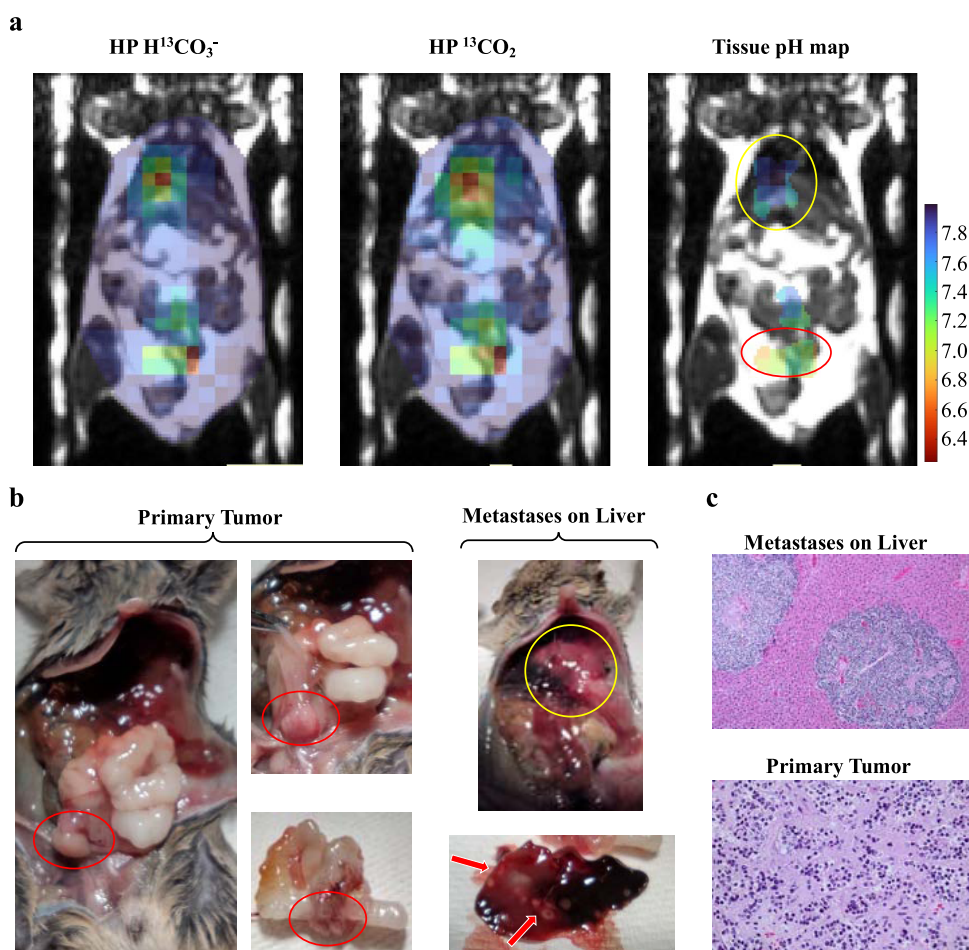 a
HP H¹³CO₃⁻
HP ¹³CO₂
Tissue pH map
7.8
7.6
7.4
7.2
7.0
6.8
6.6
6.4
b
Primary Tumor
Metastases on Liver
c
Metastases on Liver
Primary Tumor